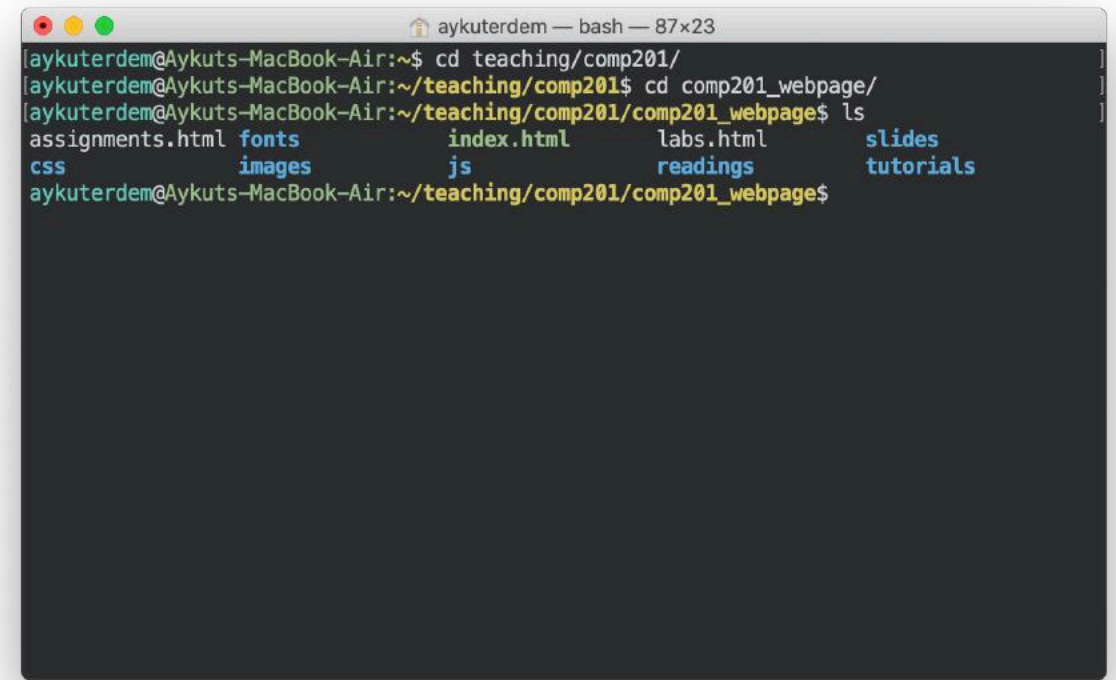 aykuterdem — bash — 87×23
[aykuterdem@Aykuts-MacBook-Air:~$ cd teaching/comp201/ ]
[aykuterdem@Aykuts-MacBook-Air:~/teaching/comp201$ cd comp201_webpage/ ]
[aykuterdem@Aykuts-MacBook-Air:~/teaching/comp201/comp201_webpage$ ls ]
assignments.html fonts index.html labs.html slides
css images js readings tutorials
aykuterdem@Aykuts-MacBook-Air:~/teaching/comp201/comp201_webpage$